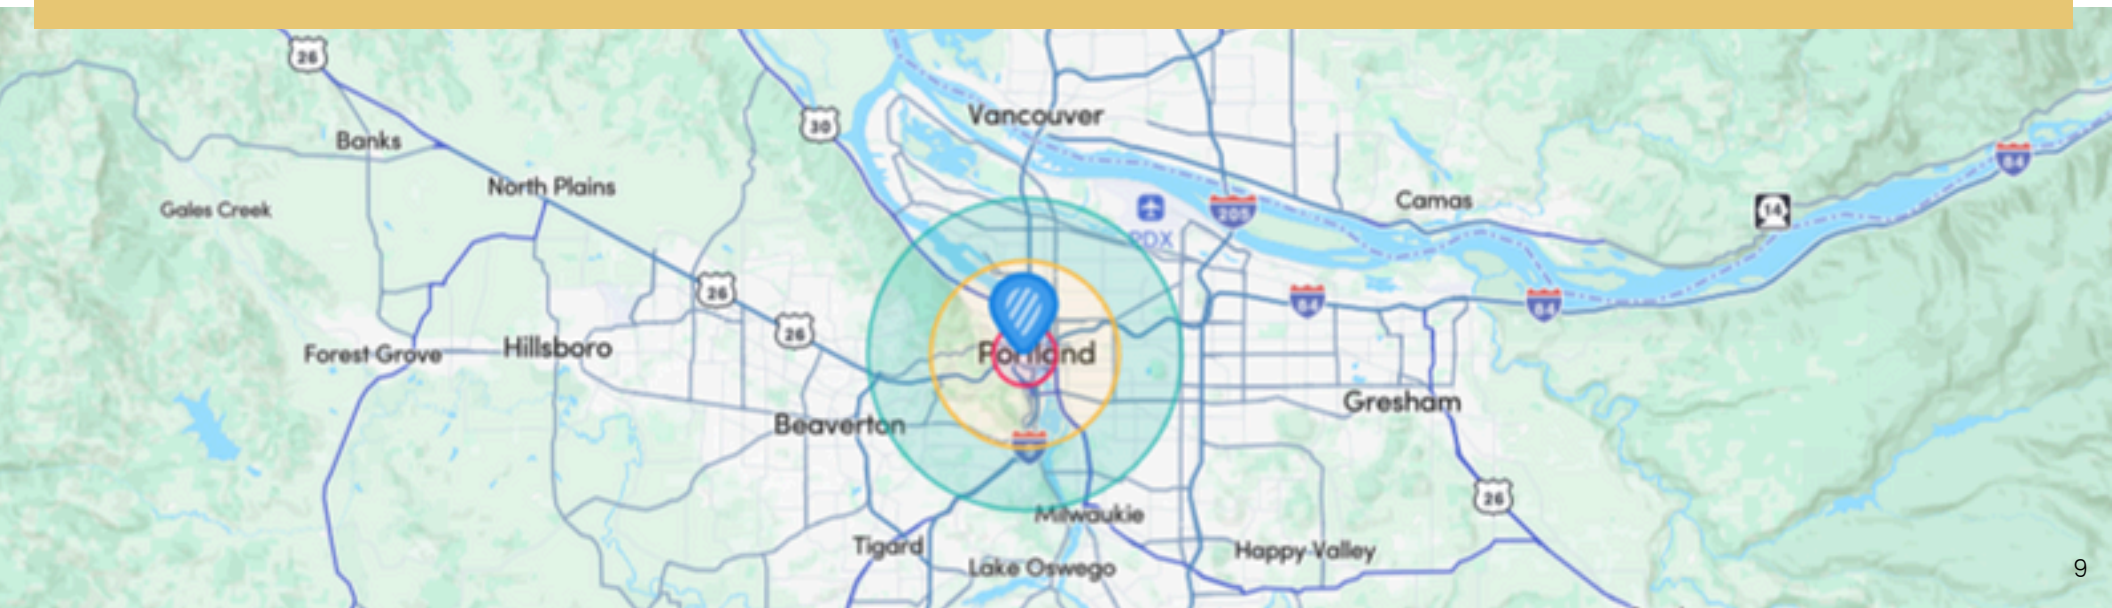 26
Banks
30
Vancouver
North Plains
Gales Creek
Camas
84
14
205
PDX
26
26
84
84
Forest Grove
Hillsboro
Portland
Beaverton
Gresham
26
Milwaukie
Tigard
Happy Valley
Lake Oswego
9